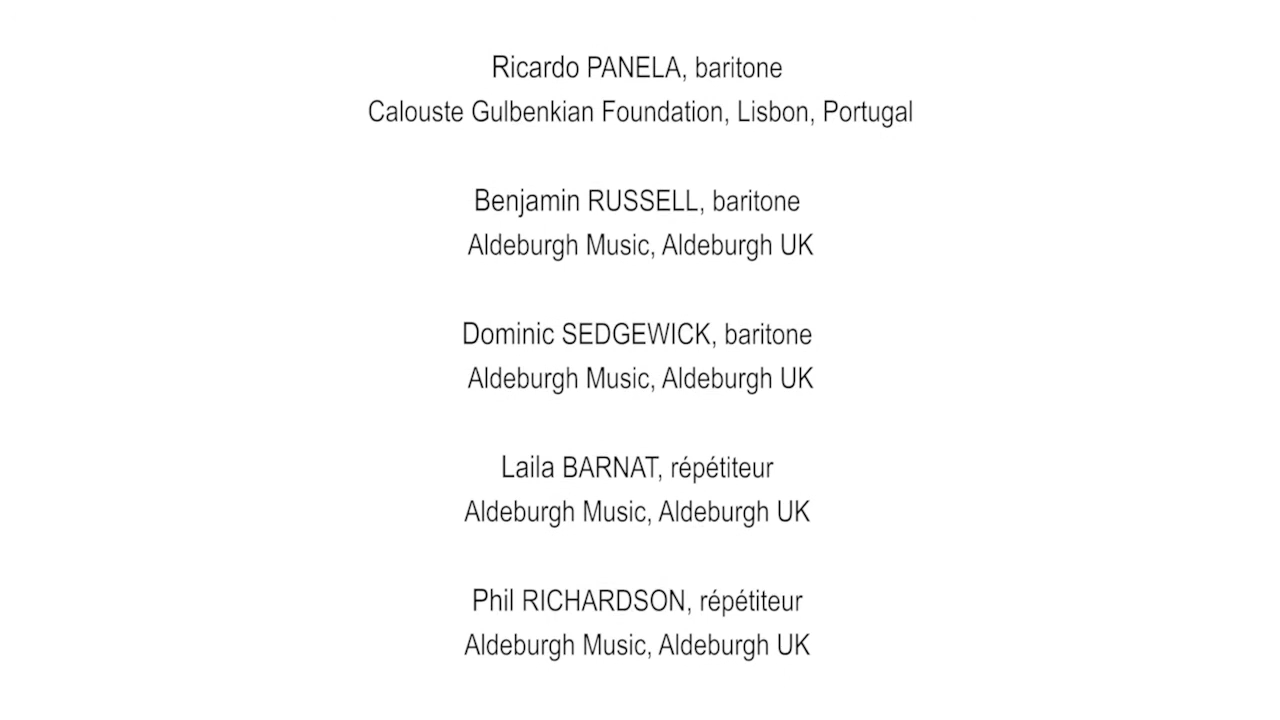 Ricardo PANELA, baritone
Calouste Gulbenkian Foundation, Lisbon, Portugal
Benjamin RUSSELL, baritone
Aldeburgh Music, Aldeburgh UK
Dominic SEDGEWICK, baritone
Aldeburgh Music, Aldeburgh UK
Laila BARNAT, répétiteur
Aldeburgh Music, Aldeburgh UK
Phil RICHARDSON, répétiteur
Aldeburgh Music, Aldeburgh UK